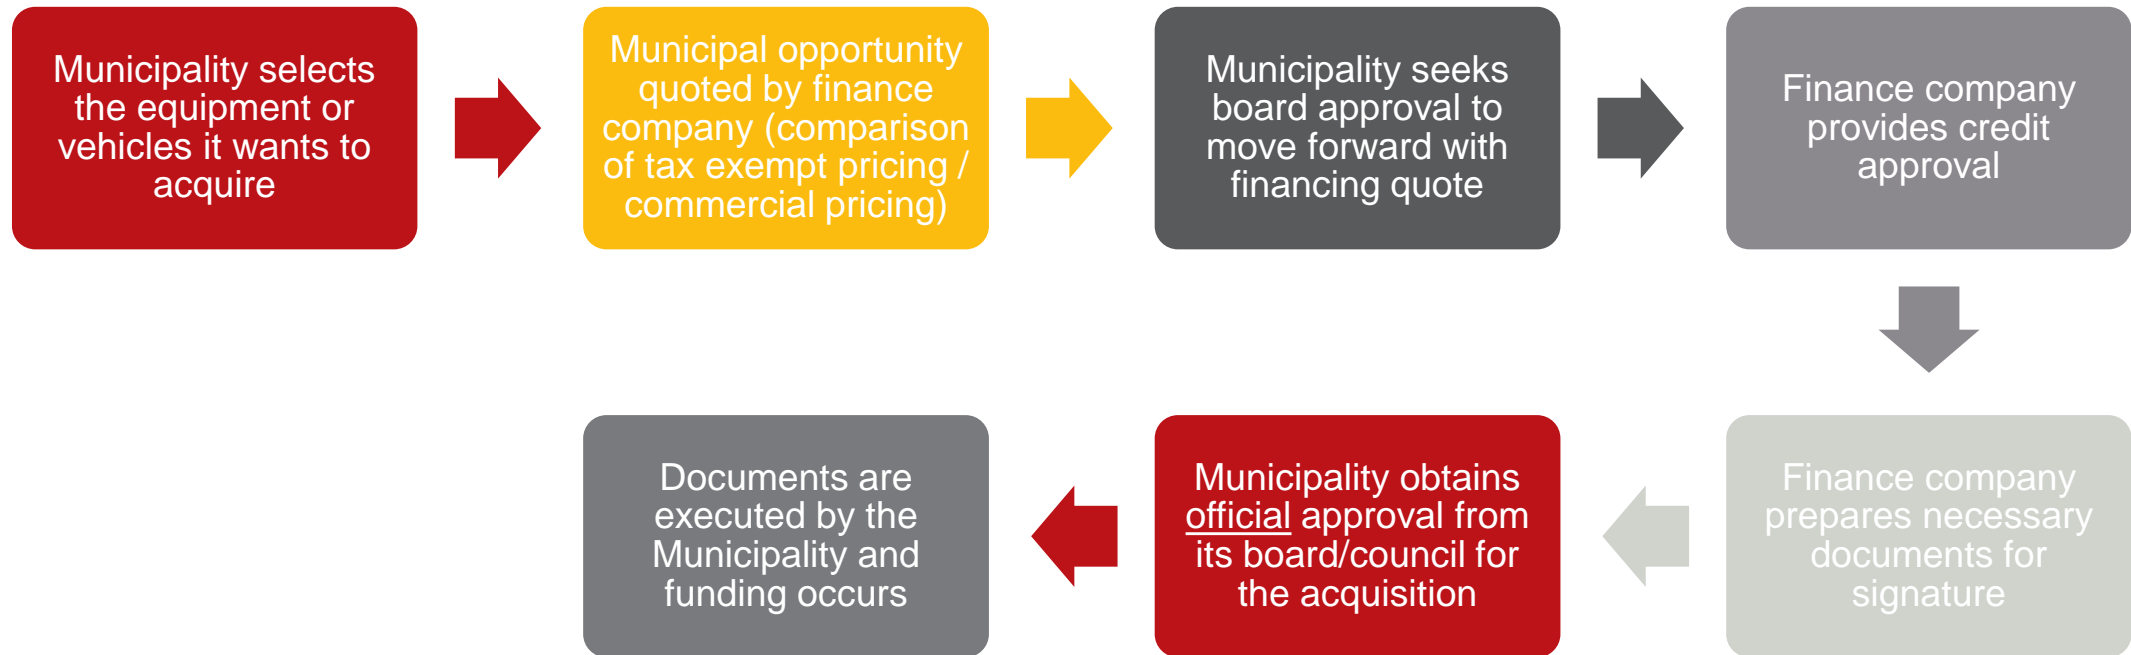 Municipality selects
the equipment or
vehicles it wants to
acquire
Municipal opportunity
quoted by finance
company (comparison
of tax exempt pricing /
commercial pricing)
Municipality seeks
board approval to
move forward with
financing quote
Finance company
provides credit
approval
Finance company
prepares necessary
documents for
signature
Municipality obtains
official approval from
its board/council for
the acquisition
Documents are
executed by the
Municipality and
funding occurs